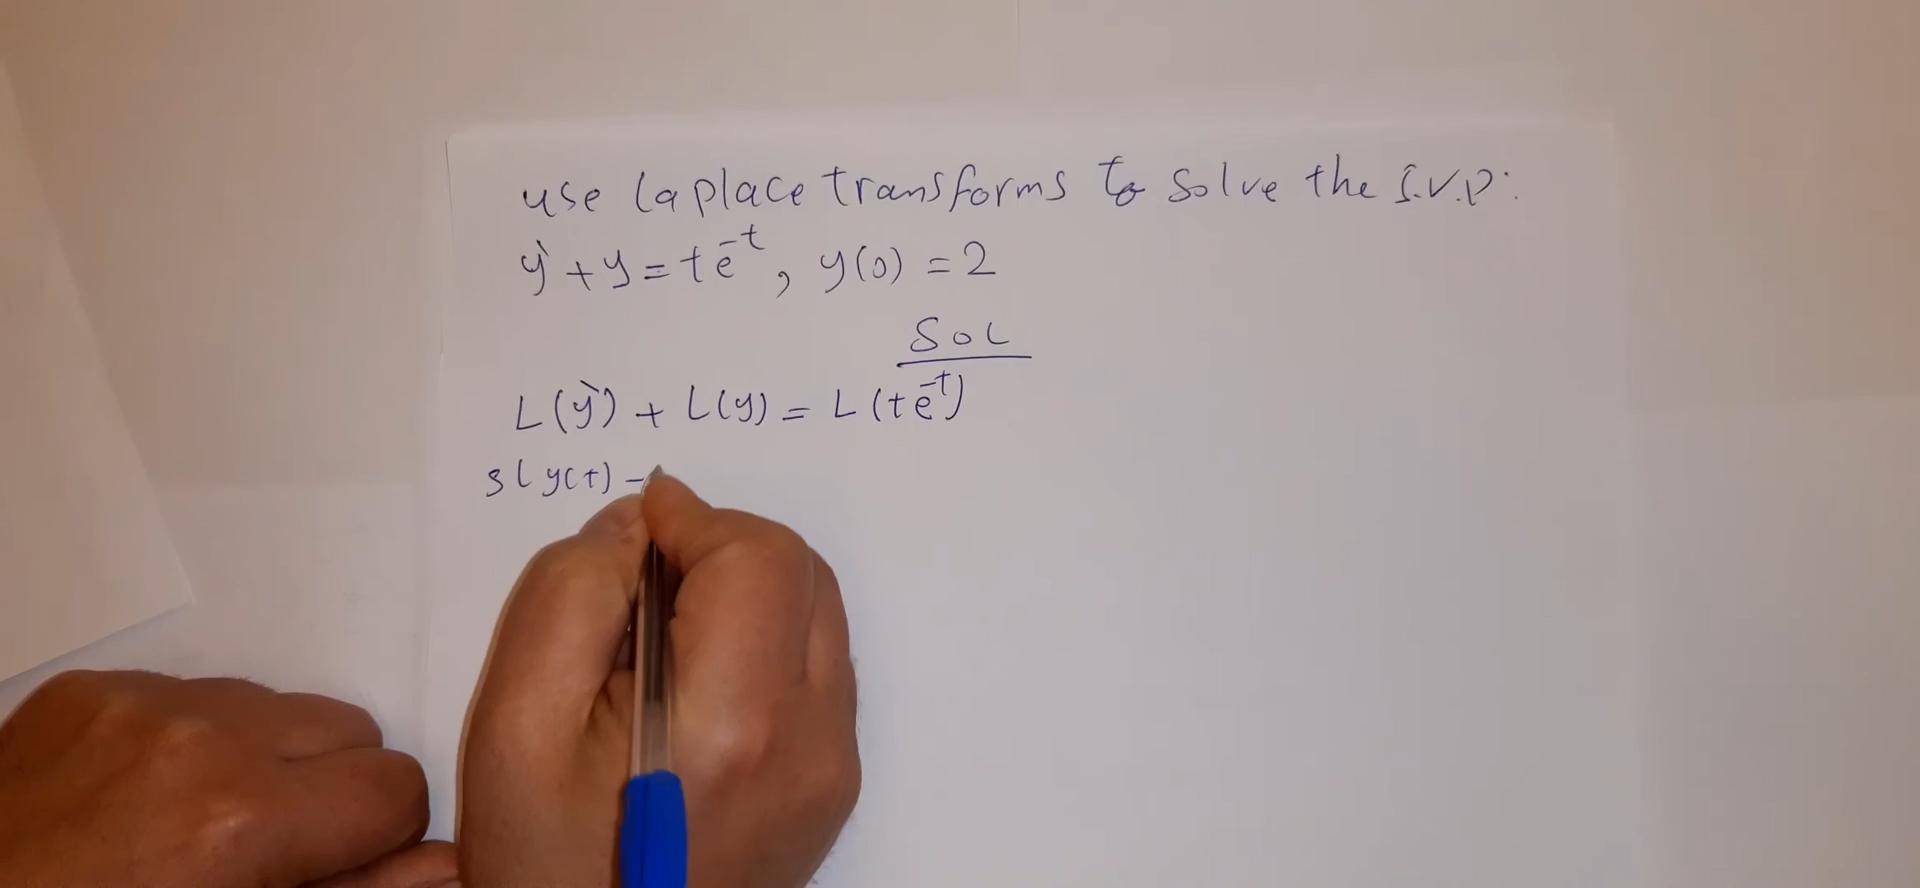 use Laplace transforms to solve the I.V.P:
y' + y = te^-t, y(0) = 2
SOL
L(y') + L(y) = L(te^-t)
sL y(t) -